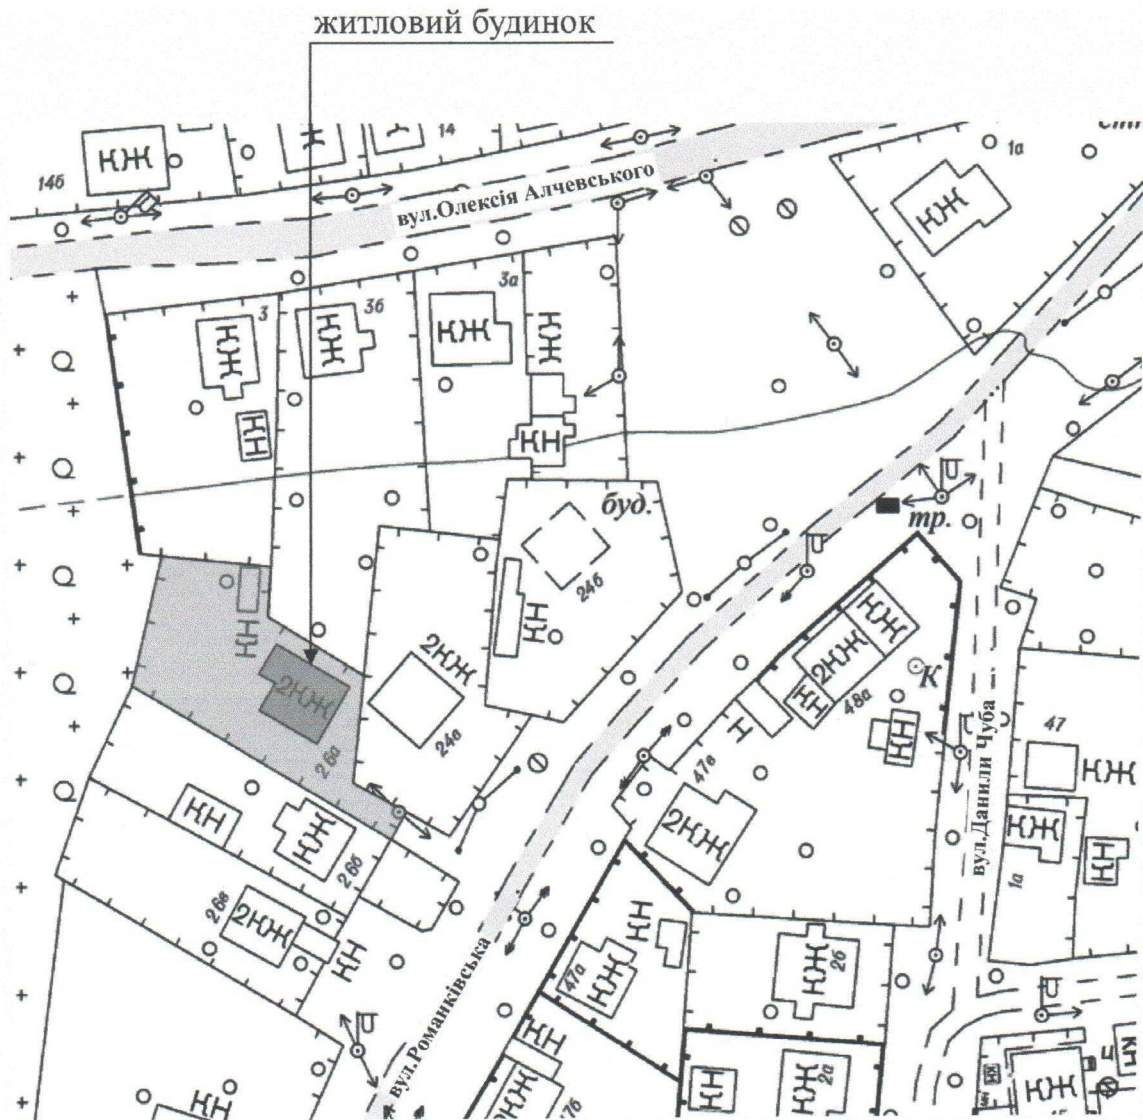 житловий будинок
14
1а
14б
КЖ
Ж
КЖ
вул.Олексія Алчевського
3а
3б
3
КЖ
КЖ
КЖ
КЖ
КН
КН
буд.
тр.
24б
КН
КН
КЖ
2КЖ
2КЖ
КН
48а
К
Н
КН
2КЖ
24в
26а
47
КЖ
47в
2КЖ
вул.Данили Чуба
КЖ
1а
КН
КН
КЖ
26б
26в
2КЖ
КН
КН
47а
КЖ
КЖ
2б
вул.Романківська
КН
КЖ
КН
КН
КЖ
2а
КЖ